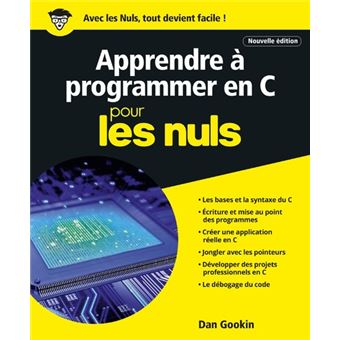 Avec les Nuls, tout devient facile !
Nouvelle édition
Apprendre à
programmer en C
pour
les nuls
• Les bases et la syntaxe du C
• Écriture et mise au point
des programmes
• Créer une application
réelle en C
• Jongler avec les pointeurs
• Développer des projets
professionnels en C
• Le débogage du code
Dan Gookin